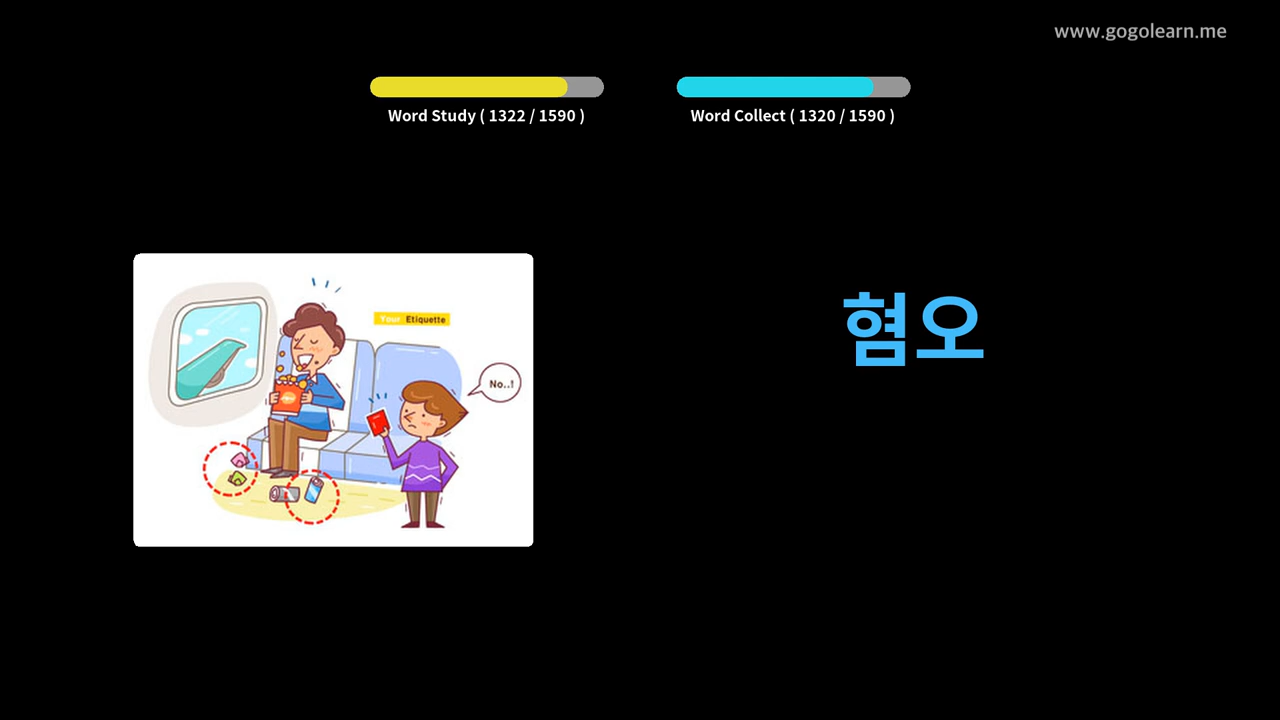 www.gogolearn.me
Word Study ( 1322 / 1590 )
Word Collect ( 1320 / 1590 )
Your Etiquette
No..!
혐오